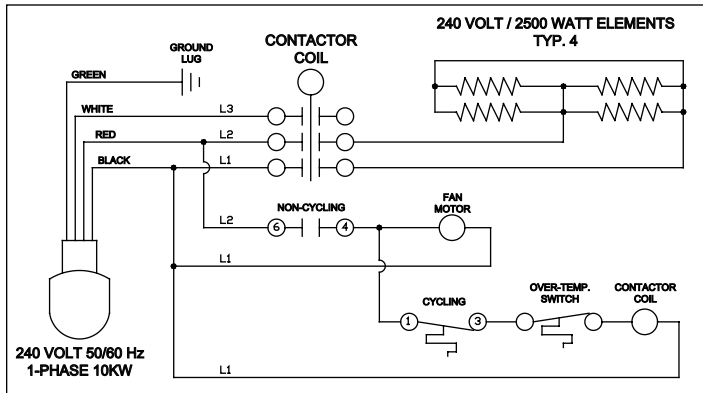 240 VOLT / 2500 WATT ELEMENTS
TYP. 4
CONTACTOR
COIL
GROUND
LUG
GREEN
WHITE
L3
RED
L2
BLACK
L1
NON-CYCLING
FAN
MOTOR
L2
6
4
L1
CYCLING
OVER-TEMP.
SWITCH
CONTACTOR
COIL
1
3
240 VOLT 50/60 Hz
1-PHASE 10KW
L1